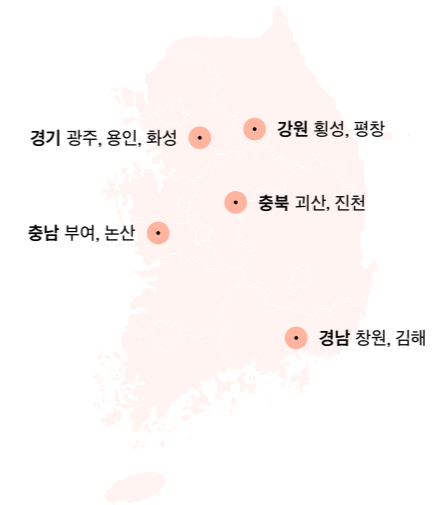 강원 횡성, 평창
경기 광주, 용인, 화성
충북 괴산, 진천
충남 부여, 논산
경남 창원, 김해